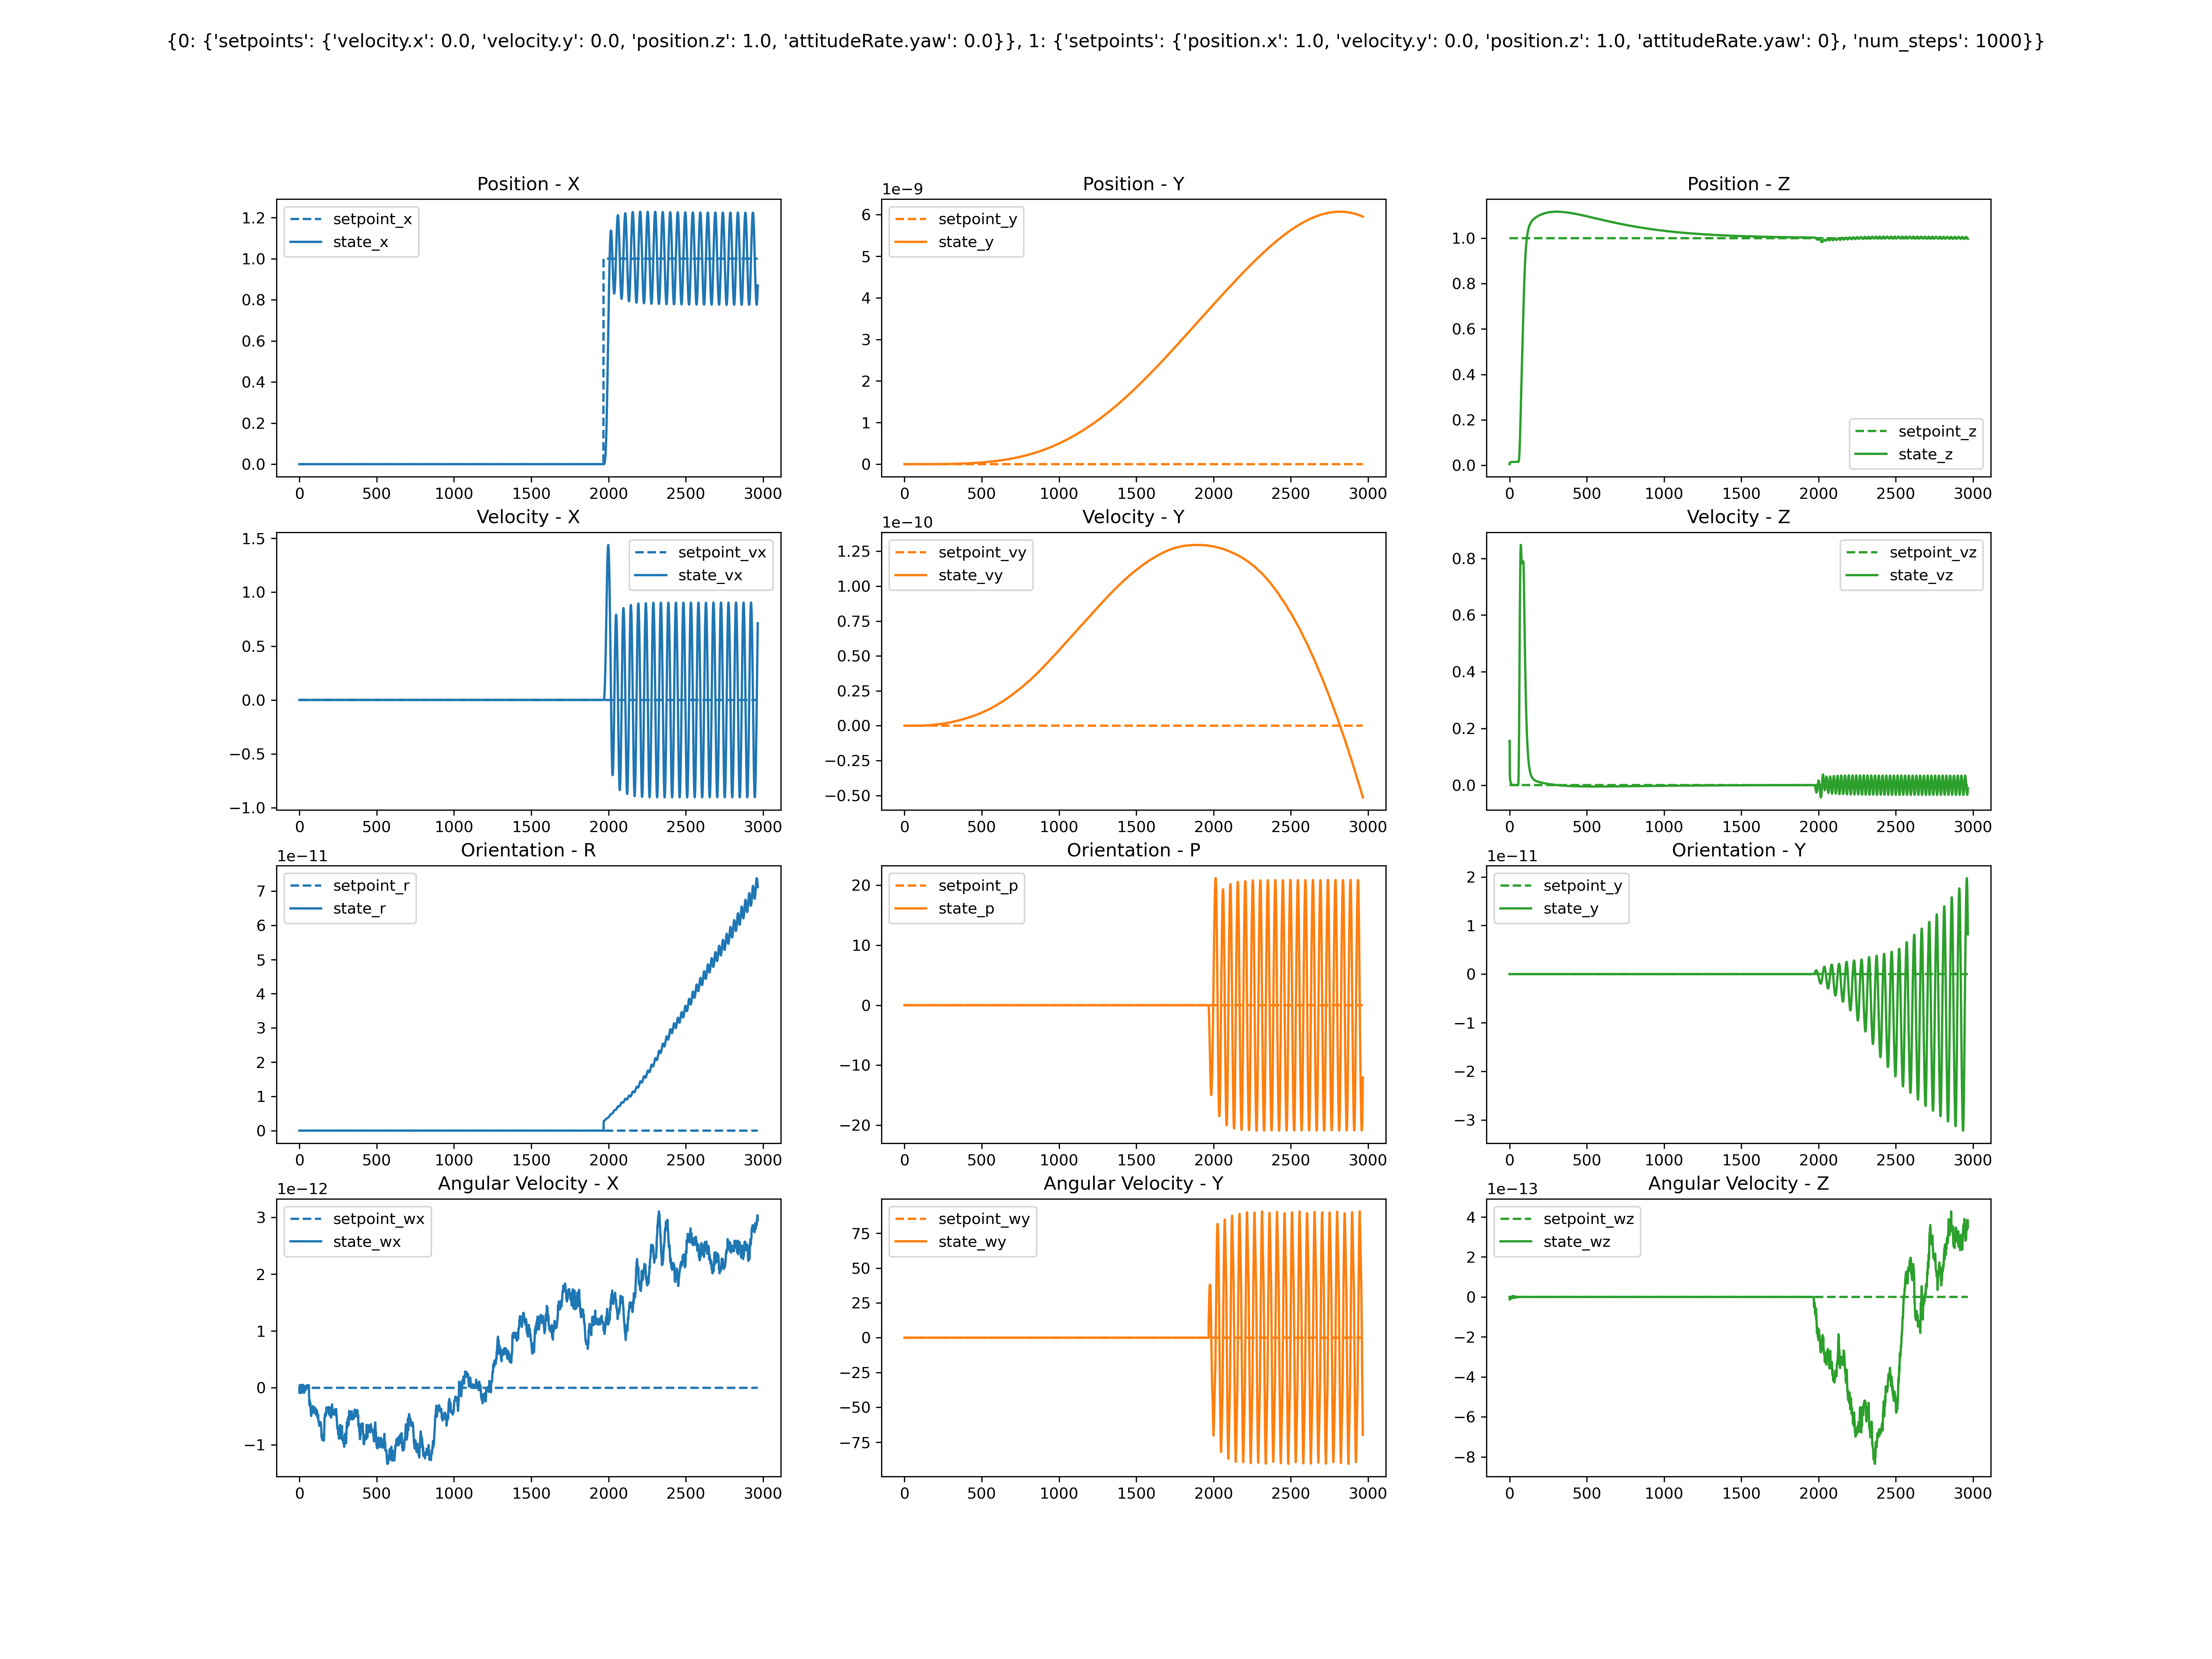 {0: {'setpoints': {'velocity.x': 0.0, 'velocity.y': 0.0, 'position.z': 1.0, 'attitudeRate.yaw': 0.0}}, 1: {'setpoints': {'position.x': 1.0, 'velocity.y': 0.0, 'position.z': 1.0, 'attitudeRate.yaw': 0}, 'num_steps': 1000}}
Position - X
setpoint_x
state_x
1.2
1.0
0.8
0.6
0.4
0.2
0.0
0 500 1000 1500 2000 2500 3000
Position - Y
1e−9
setpoint_y
state_y
6
5
4
3
2
1
0
0 500 1000 1500 2000 2500 3000
Position - Z
1.0
0.8
0.6
0.4
0.2
0.0
setpoint_z
state_z
0 500 1000 1500 2000 2500 3000
Velocity - X
setpoint_vx
state_vx
1.5
1.0
0.5
0.0
−0.5
−1.0
0 500 1000 1500 2000 2500 3000
Velocity - Y
1e−10
setpoint_vy
state_vy
1.25
1.00
0.75
0.50
0.25
0.00
−0.25
−0.50
0 500 1000 1500 2000 2500 3000
Velocity - Z
setpoint_vz
state_vz
0.8
0.6
0.4
0.2
0.0
0 500 1000 1500 2000 2500 3000
Orientation - R
1e−11
setpoint_r
state_r
7
6
5
4
3
2
1
0
0 500 1000 1500 2000 2500 3000
Orientation - P
setpoint_p
state_p
20
10
0
−10
−20
0 500 1000 1500 2000 2500 3000
Orientation - Y
1e−11
setpoint_y
state_y
2
1
0
−1
−2
−3
0 500 1000 1500 2000 2500 3000
Angular Velocity - X
1e−12
setpoint_wx
state_wx
3
2
1
0
−1
0 500 1000 1500 2000 2500 3000
Angular Velocity - Y
setpoint_wy
state_wy
75
50
25
0
−25
−50
−75
0 500 1000 1500 2000 2500 3000
Angular Velocity - Z
1e−13
setpoint_wz
state_wz
4
2
0
−2
−4
−6
−8
0 500 1000 1500 2000 2500 3000